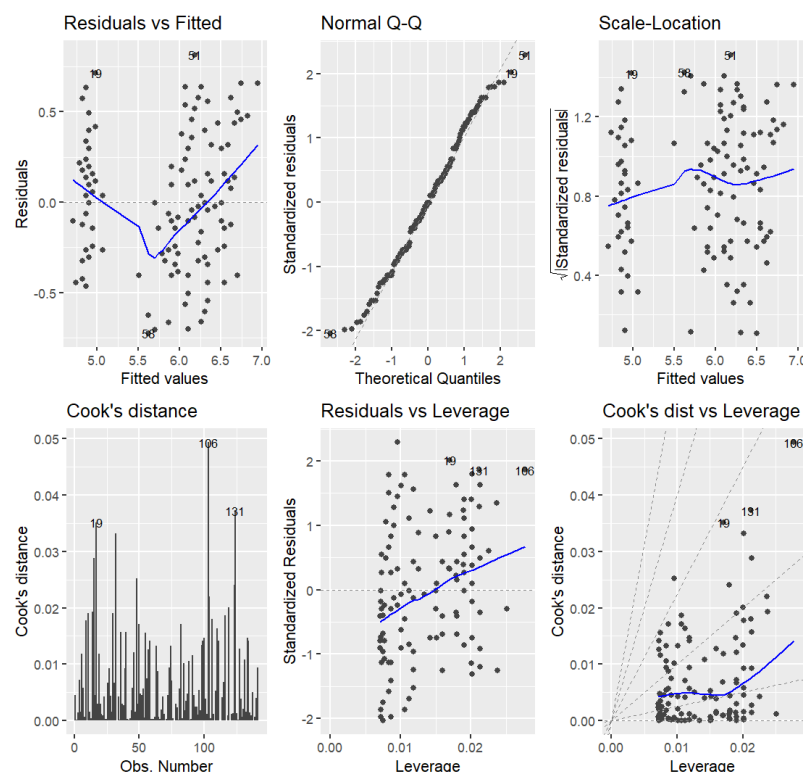 Residuals vs Fitted
Normal Q-Q
Scale-Location
51
19
0.5
0.0
-0.5
58
Residuals
5.0 5.5 6.0 6.5 7.0
Fitted values
51
19
2
1
0
-1
-2
58
Standardized residuals
-2 -1 0 1 2
Theoretical Quantiles
51
19 58
1.2
0.8
0.4
√|Standardized residuals|
5.0 5.5 6.0 6.5 7.0
Fitted values
Cook's distance
Residuals vs Leverage
Cook's dist vs Leverage
0.05
0.04
0.03
0.02
0.01
0.00
106
131
19
Cook's distance
0 50 100
Obs. Number
2
1
0
-1
-2
19 131 106
Standardized Residuals
0.00 0.01 0.02
Leverage
0.05
0.04
0.03
0.02
0.01
0.00
106
131
19
Cook's distance
0.00 0.01 0.02
Leverage